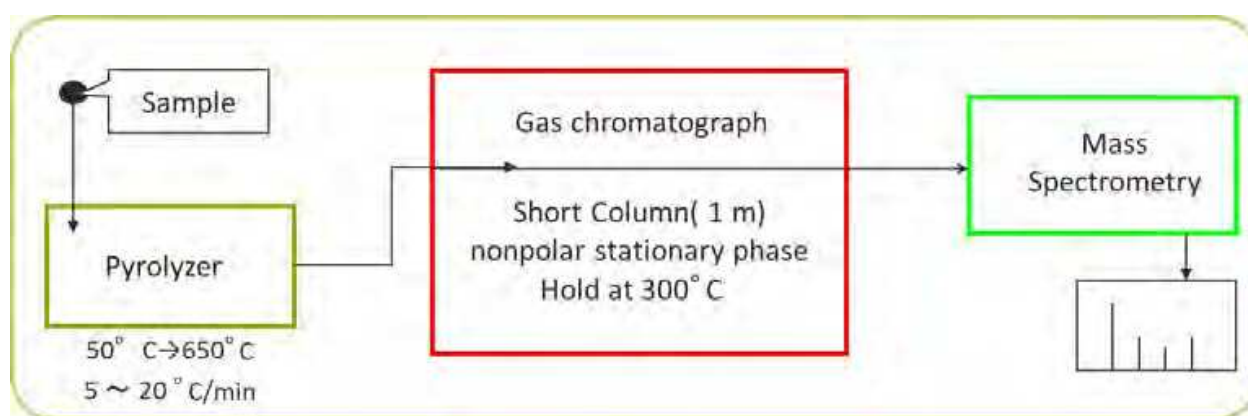 Sample
Pyrolyzer
50° C→650°C
5 ～ 20 °C/min
Gas chromatograph
Short Column( 1 m)
nonpolar stationary phase
Hold at 300°C
Mass
Spectrometry